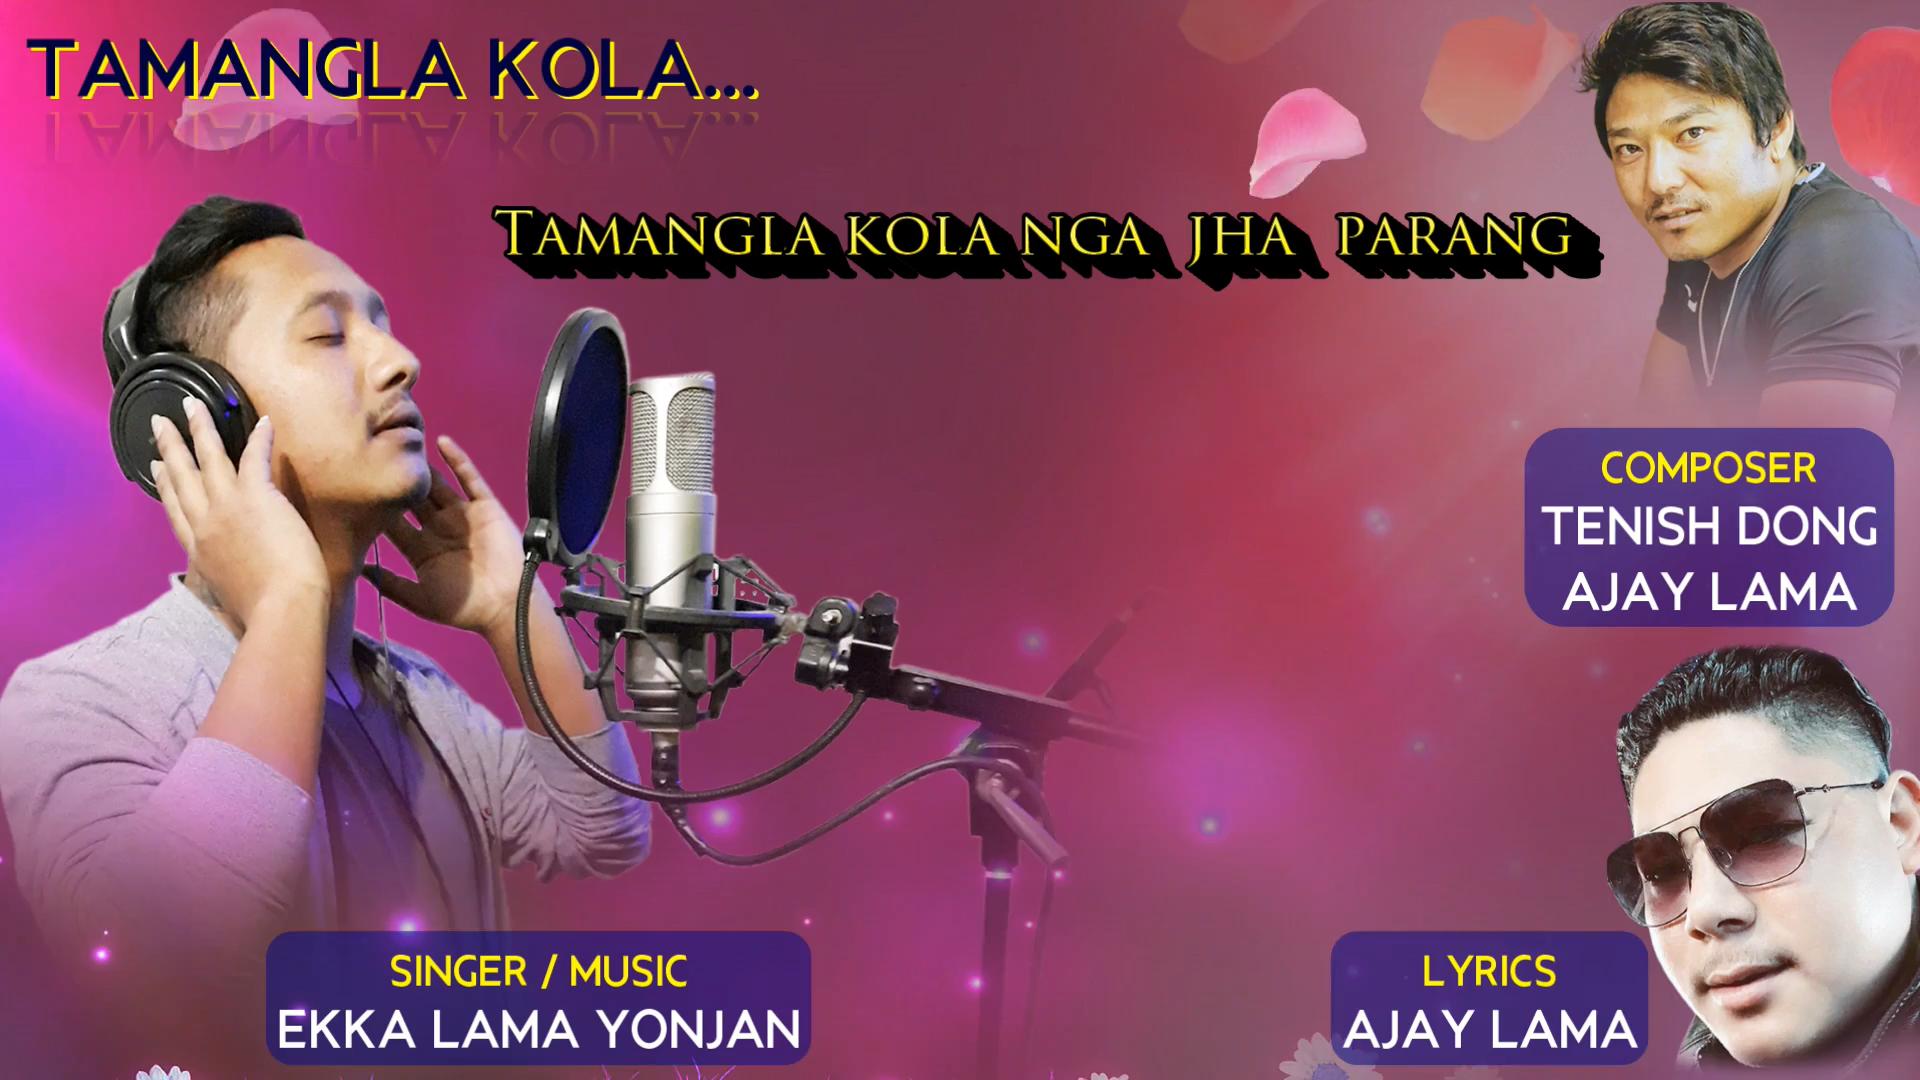 TAMANGLA KOLA...
TAMANGLA KOLA NGA JHA PARANG
COMPOSER
TENISH DONG
AJAY LAMA
SINGER / MUSIC
EKKA LAMA YONJAN
LYRICS
AJAY LAMA